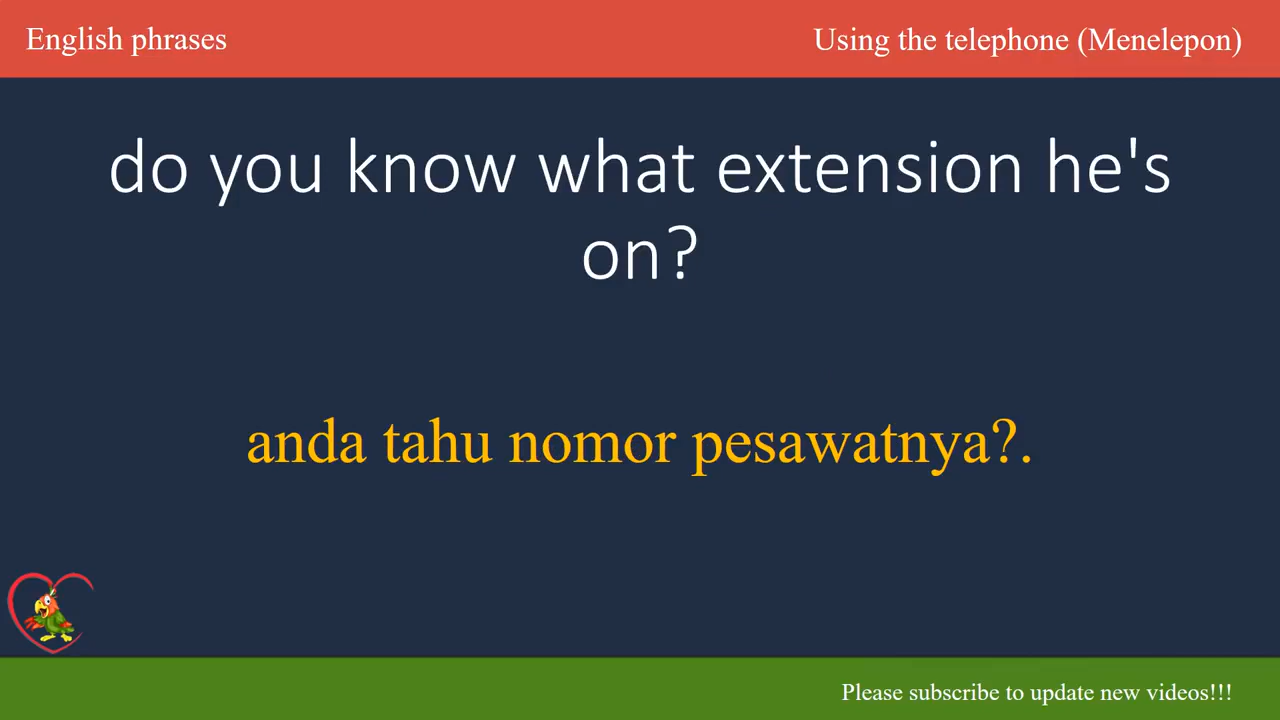 English phrases
Using the telephone (Menelepon)
do you know what extension he's
on?
anda tahu nomor pesawatnya?.
Please subscribe to update new videos!!!